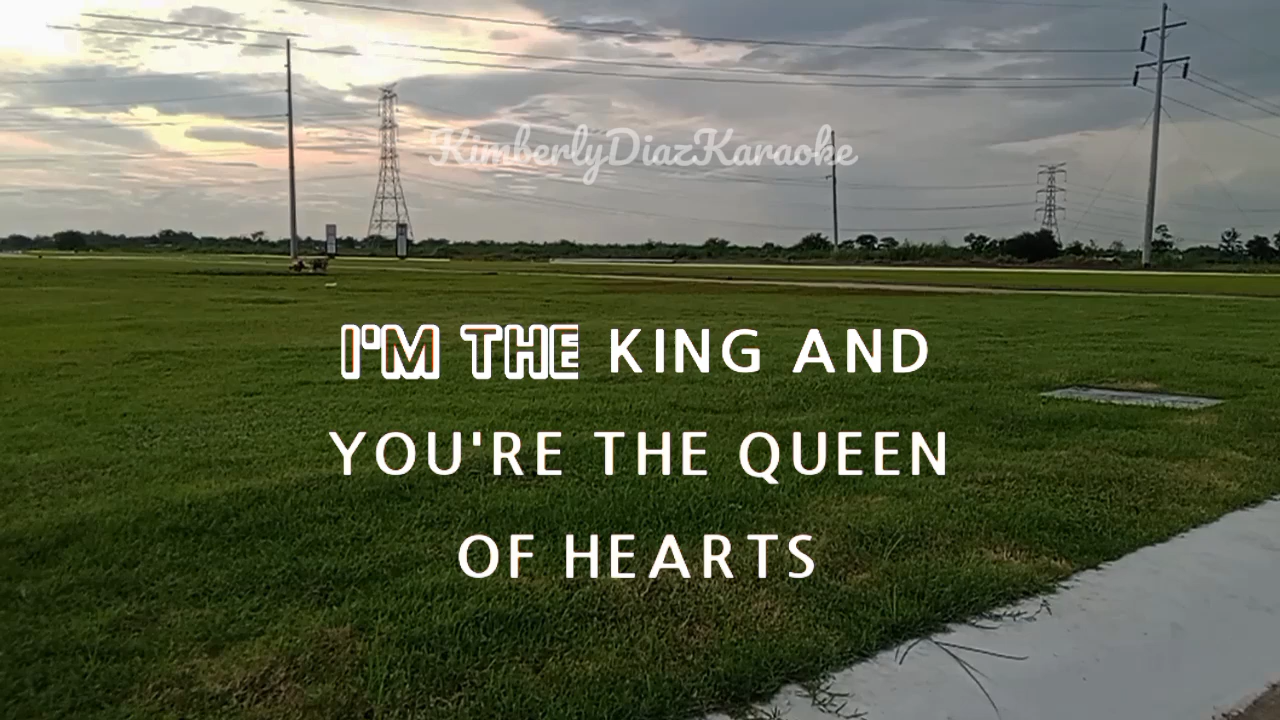 KimberlyDiazKaraoke
I'M THE KING AND
YOU'RE THE QUEEN
OF HEARTS